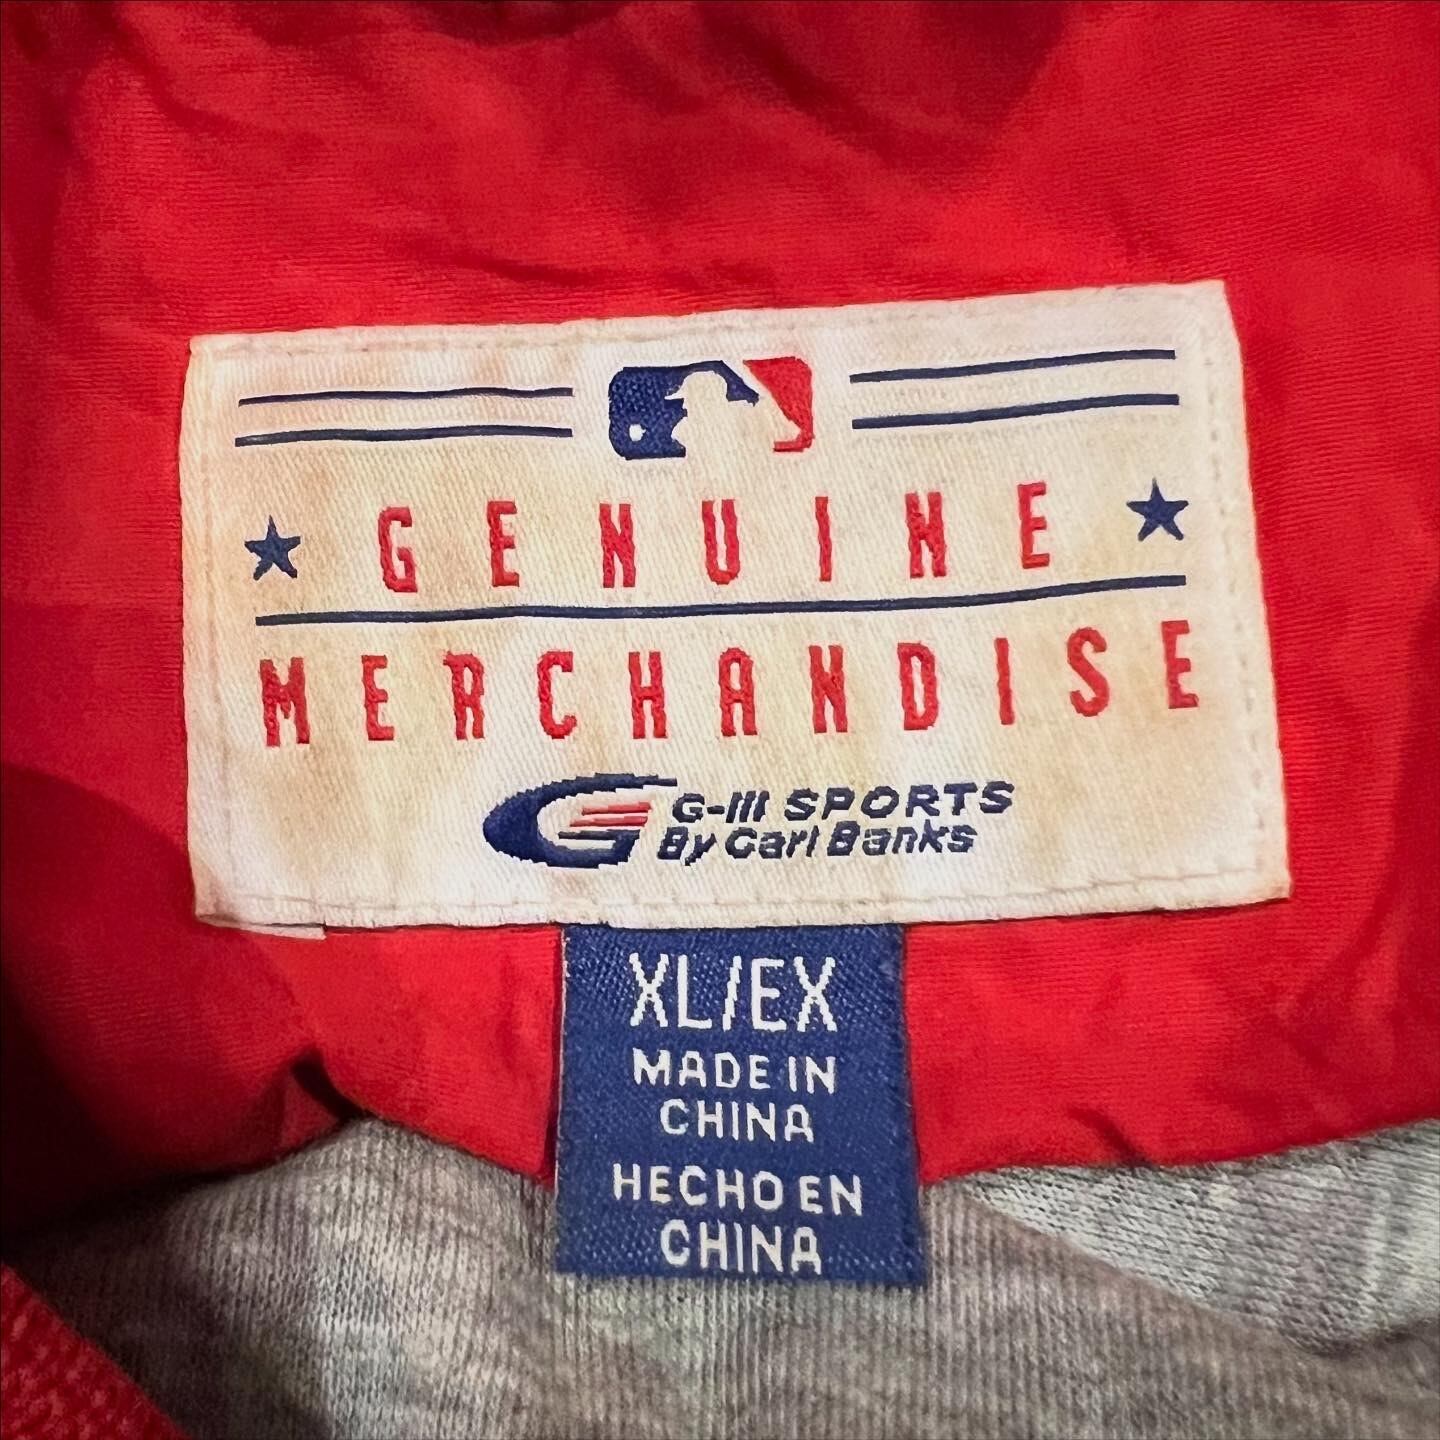 GENUINE
MERCHANDISE
G-III SPORTS
By Carl Banks
XL/EX
MADE IN
CHINA
HECHO EN
CHINA